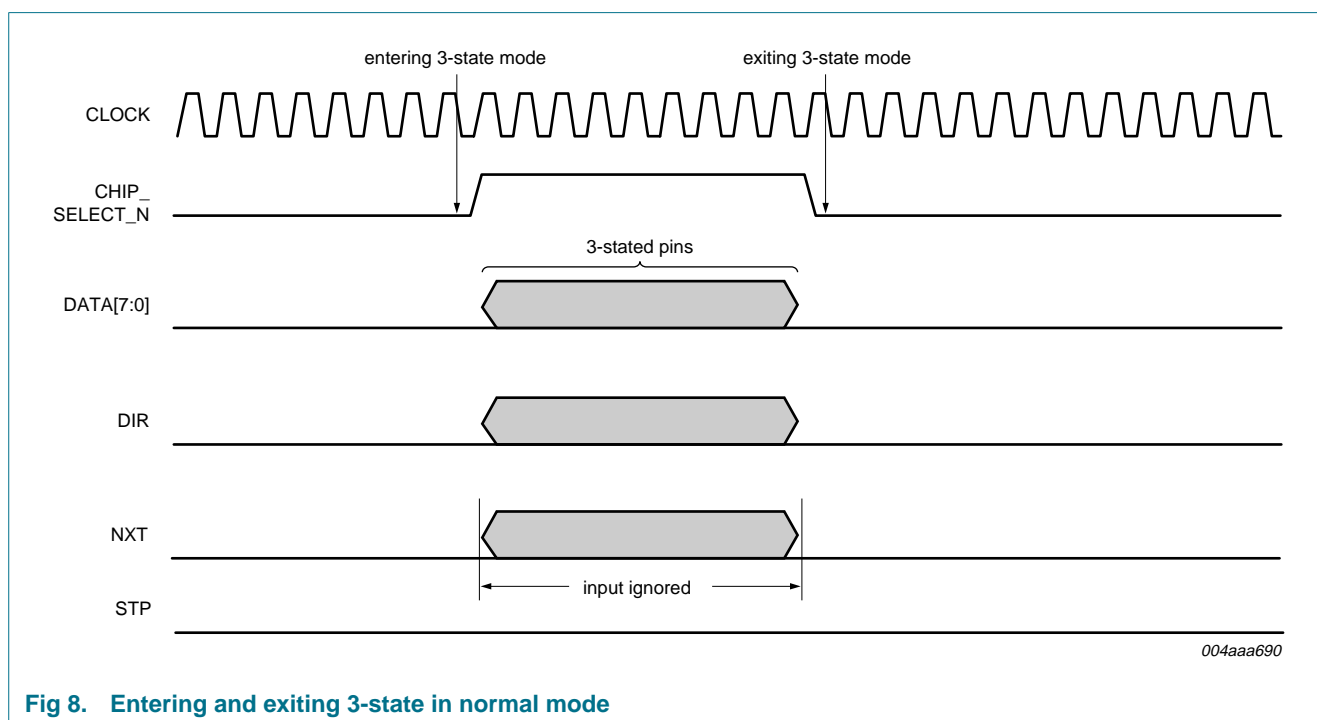 entering 3-state mode
exiting 3-state mode
CLOCK
CHIP_
SELECT_N
3-stated pins
DATA[7:0]
DIR
NXT
input ignored
STP
004aaa690
Fig 8. Entering and exiting 3-state in normal mode